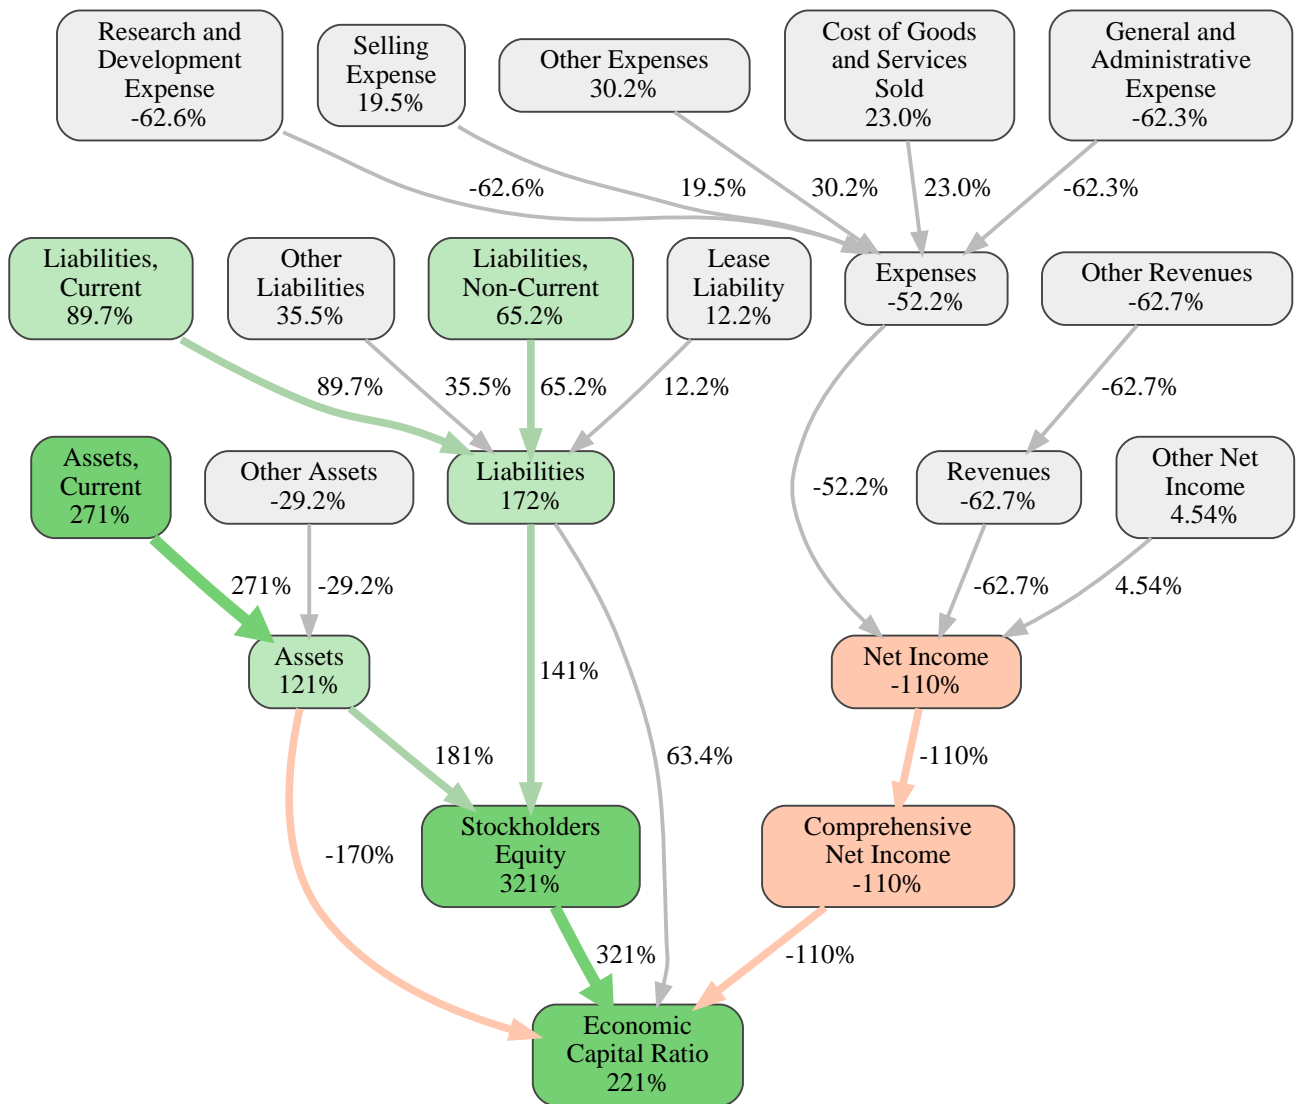 Research and
Development
Expense
-62.6%
Selling
Expense
19.5%
Other Expenses
30.2%
Cost of Goods
and Services
Sold
23.0%
General and
Administrative
Expense
-62.3%
-62.6%
19.5%
30.2%
23.0%
-62.3%
Liabilities,
Current
89.7%
Other
Liabilities
35.5%
Liabilities,
Non-Current
65.2%
Lease
Liability
12.2%
Expenses
-52.2%
Other Revenues
-62.7%
89.7%
35.5%
65.2%
12.2%
-62.7%
Assets,
Current
271%
Other Assets
-29.2%
Liabilities
172%
-52.2%
Revenues
-62.7%
Other Net
Income
4.54%
271%
-29.2%
-62.7%
4.54%
Assets
121%
141%
Net Income
-110%
181%
63.4%
-110%
-170%
Stockholders
Equity
321%
Comprehensive
Net Income
-110%
321%
-110%
Economic
Capital Ratio
221%